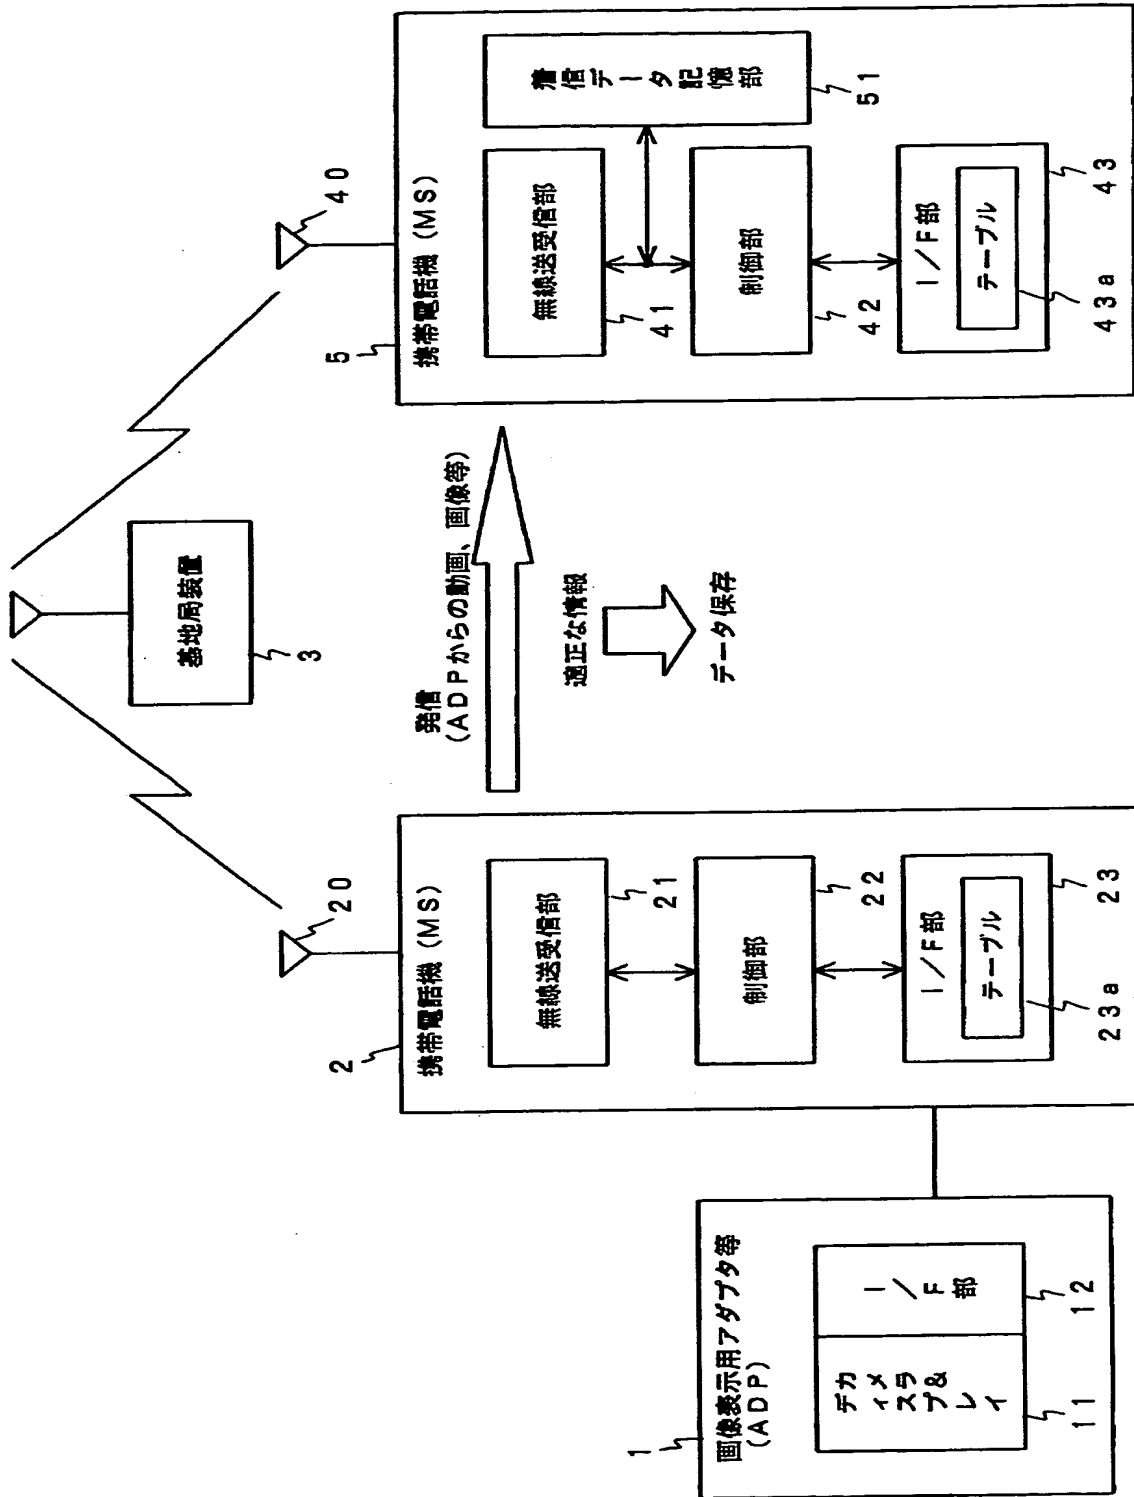 基地局装置
3
20
40
2
携帯電話機(MS)
無線送受信部
21
制御部
22
I/F部
テーブル
23
23a
発信
(ADPからの動画、画像等)
適正な情報
データ保存
5
携帯電話機(MS)
無線送受信部
41
着信データ記憶部
51
制御部
42
I/F部
テーブル
43
43a
1
画像表示用アダプタ等
(ADP)
カメラ&
ディスプレイ
11
I/F部
12